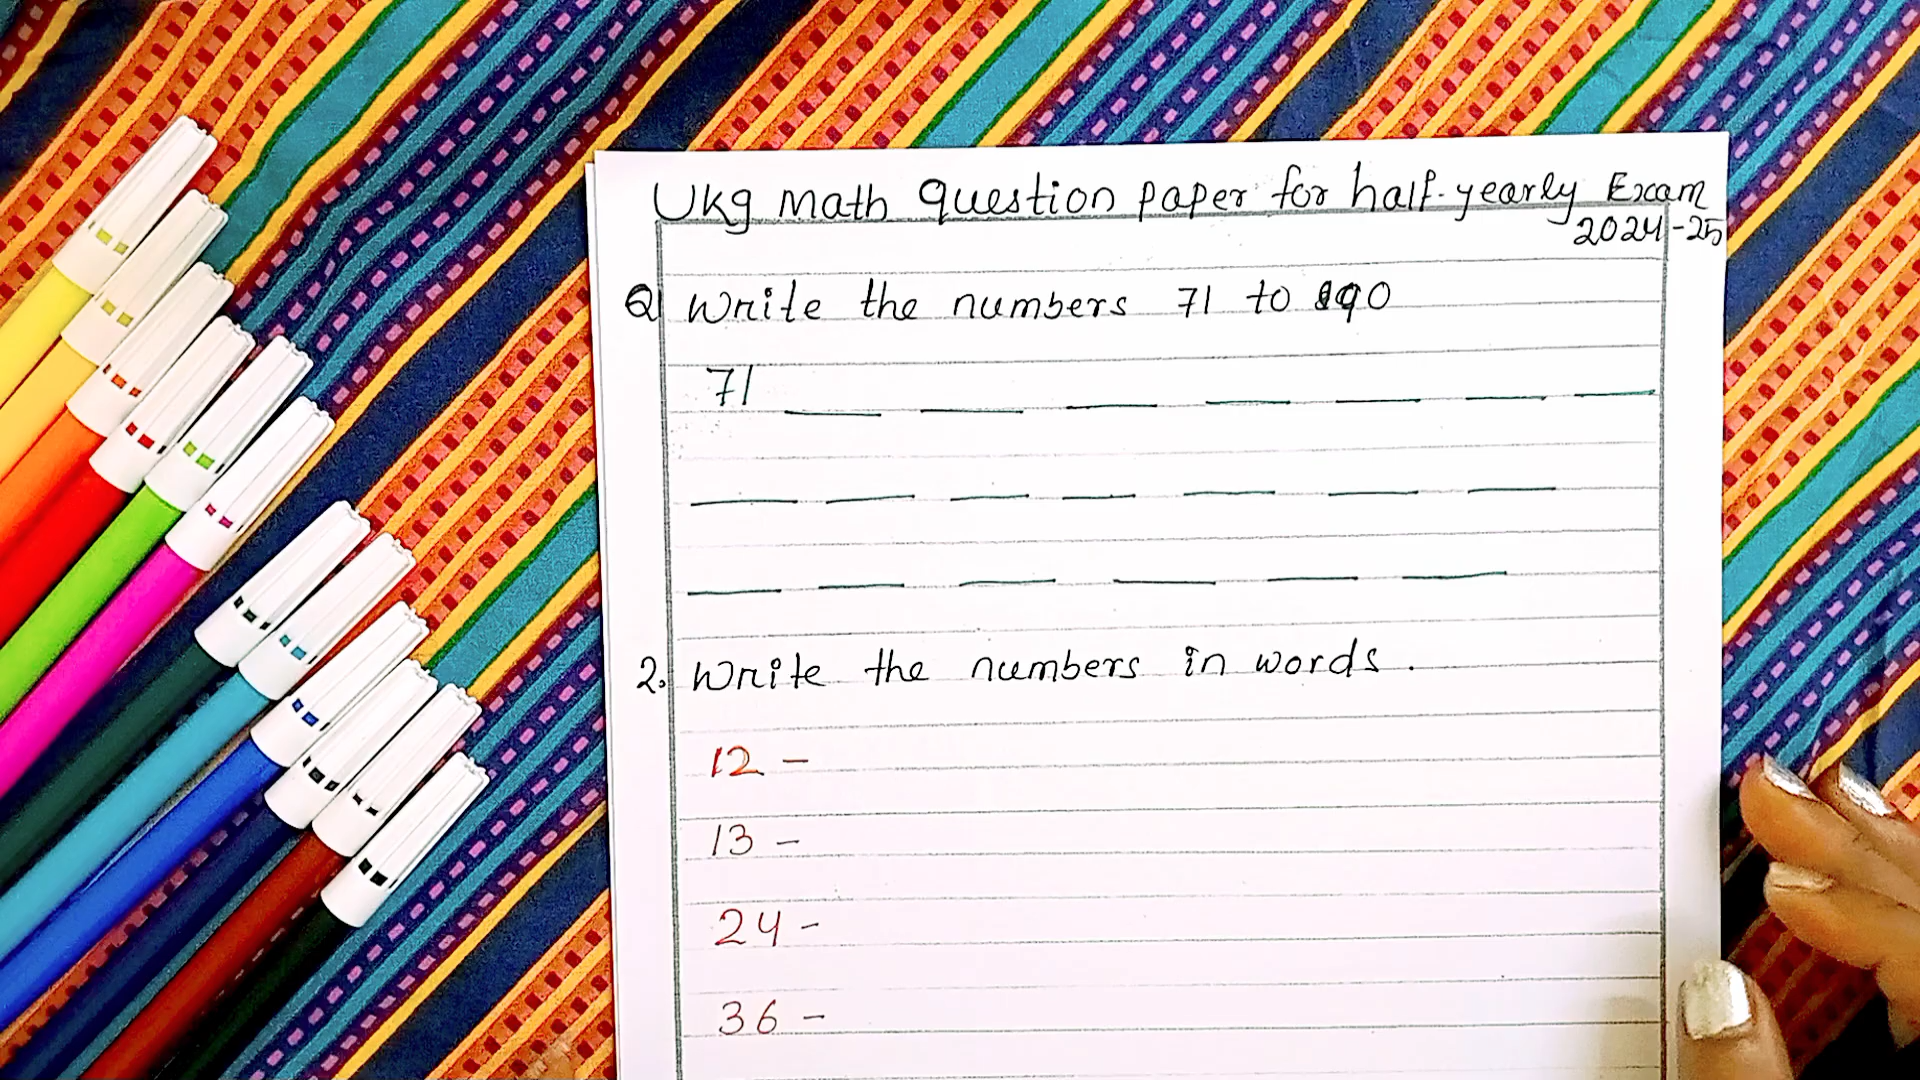 Ukg Math question paper for half-yearly Exam
2024-25
Q1 Write the numbers 71 to 90
71
2. Write the numbers in words.
12 -
13 -
24 -
36 -